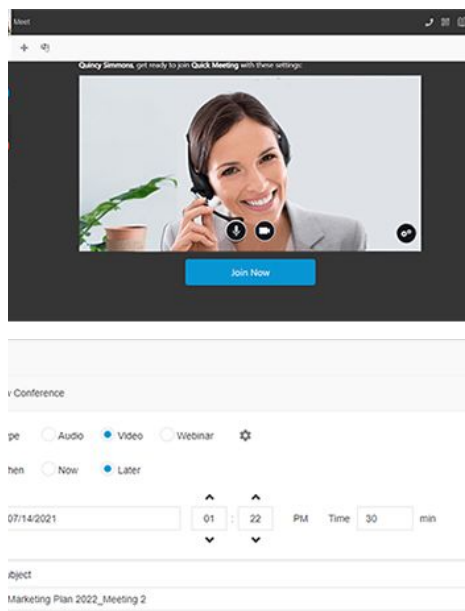 Meet
Quincy Simmons, get ready to join Quick Meeting with these settings:
Join Now
w Conference
ype Audio Video Webinar
hen Now Later
07/14/2021 01 : 22 PM Time 30 min
bject
Marketing Plan 2022_Meeting 2